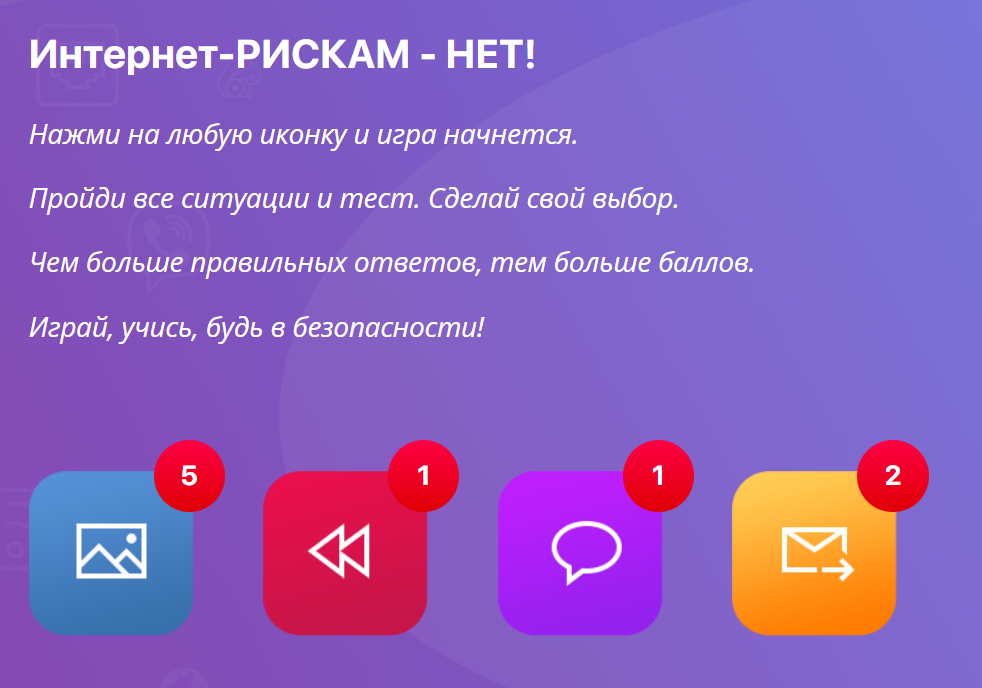 Интернет-РИСКАМ - НЕТ!
Нажми на любую иконку и игра начнется.
Пройди все ситуации и тест. Сделай свой выбор.
Чем больше правильных ответов, тем больше баллов.
Играй, учись, будь в безопасности!
5 1 1 2